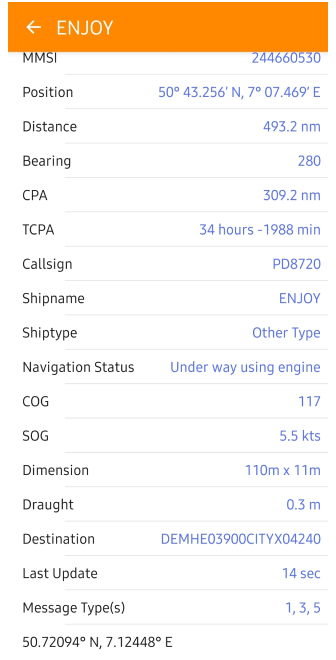 ← ENJOY
MMSI 244660530
Position 50° 43.256' N, 7° 07.469' E
Distance 493.2 nm
Bearing 280
CPA 309.2 nm
TCPA 34 hours -1988 min
Callsign PD8720
Shipname ENJOY
Shiptype Other Type
Navigation Status Under way using engine
COG 117
SOG 5.5 kts
Dimension 110m x 11m
Draught 0.3 m
Destination DEMHE03900CITYX04240
Last Update 14 sec
Message Type(s) 1, 3, 5
50.72094° N, 7.12448° E